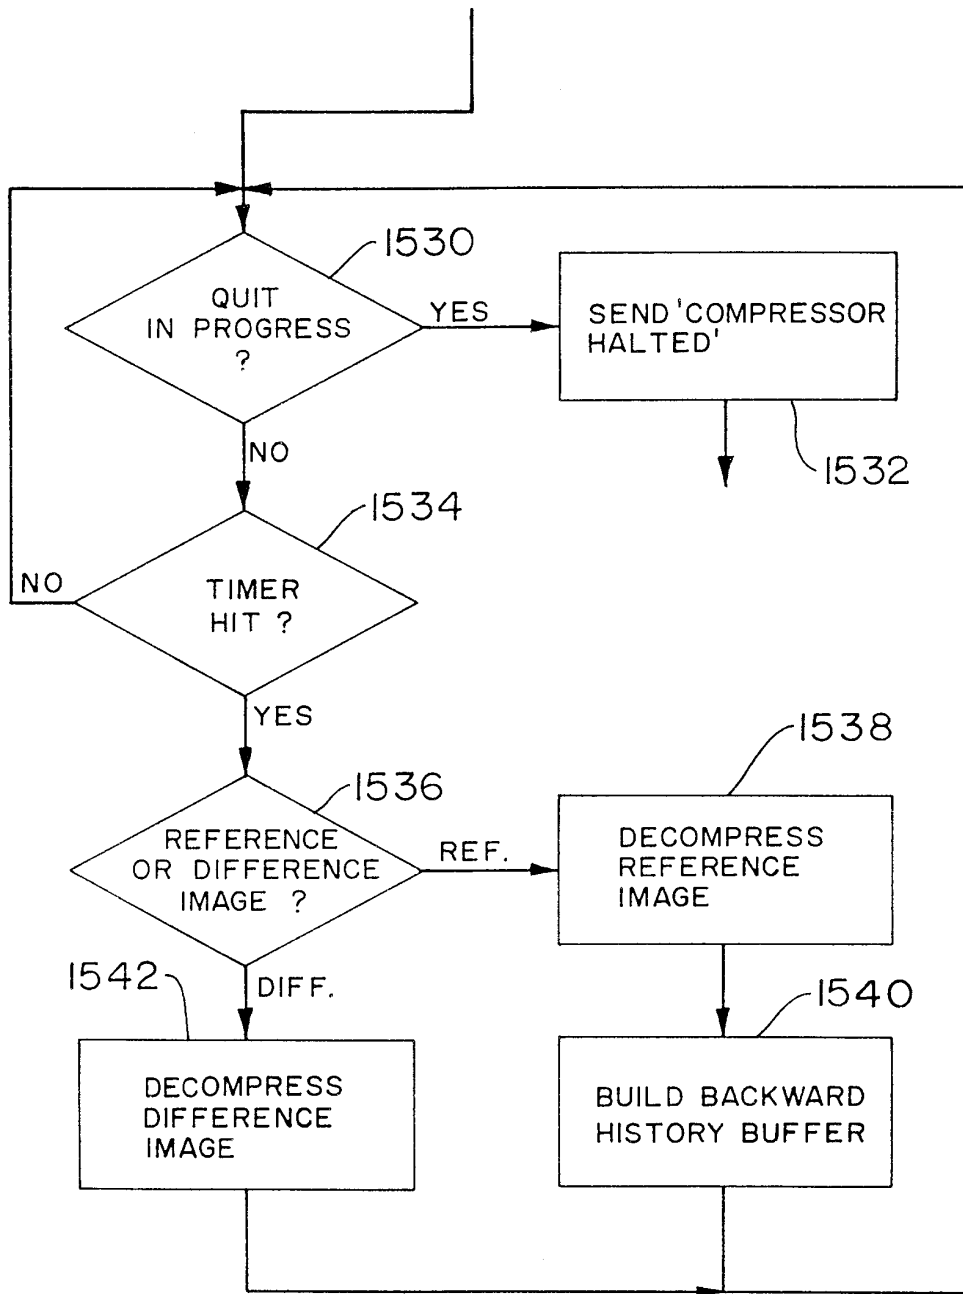 1530
QUIT
IN PROGRESS
?
YES
SEND 'COMPRESSOR
HALTED'
1532
NO
1534
NO
TIMER
HIT ?
YES
1538
1536
REFERENCE
OR DIFFERENCE
IMAGE ?
REF.
DECOMPRESS
REFERENCE
IMAGE
1542
DIFF.
1540
DECOMPRESS
DIFFERENCE
IMAGE
BUILD BACKWARD
HISTORY BUFFER